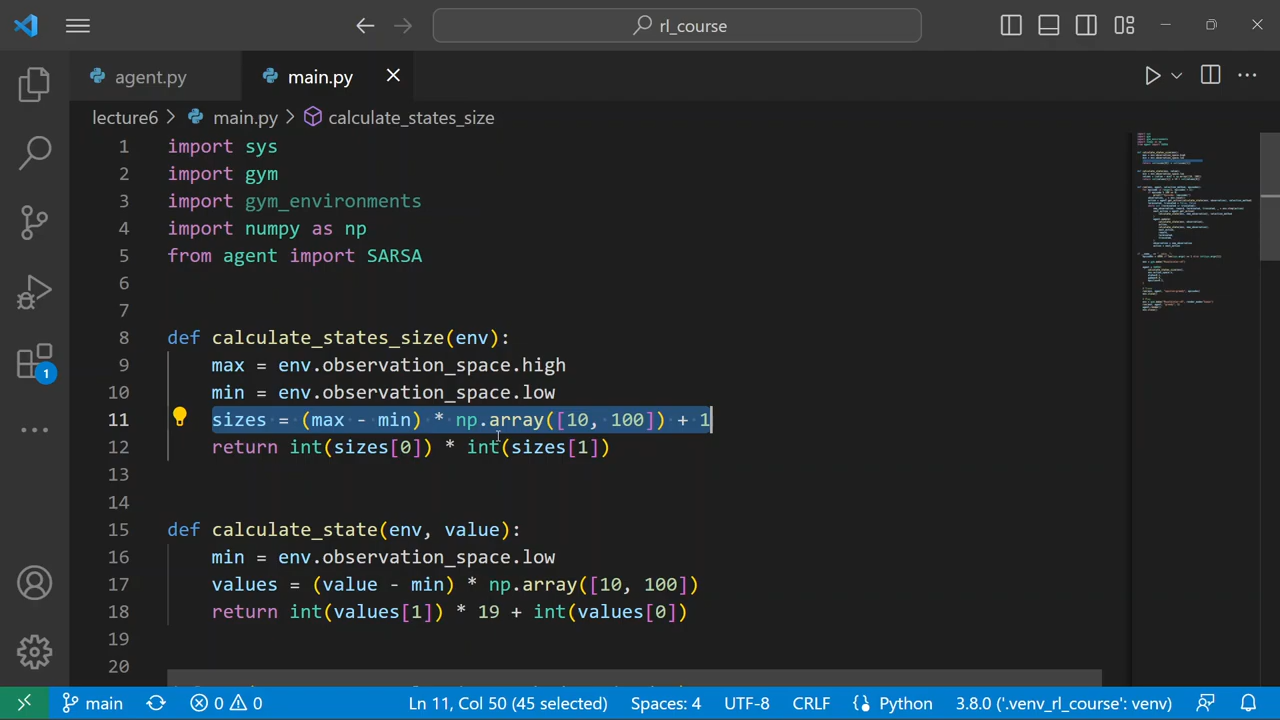 rl_course
agent.py
main.py
lecture6 > main.py > calculate_states_size
1 import sys
2 import gym
3 import gym_environments
4 import numpy as np
5 from agent import SARSA
6
7
8 def calculate_states_size(env):
9 max = env.observation_space.high
10 min = env.observation_space.low
11 sizes = (max - min) * np.array([10, 100]) + 1
12 return int(sizes[0]) * int(sizes[1])
13
14
15 def calculate_state(env, value):
16 min = env.observation_space.low
17 values = (value - min) * np.array([10, 100])
18 return int(values[1]) * 19 + int(values[0])
19
20
1
main 0 0 Ln 11, Col 50 (45 selected) Spaces: 4 UTF-8 CRLF Python 3.8.0 ('.venv_rl_course': venv)